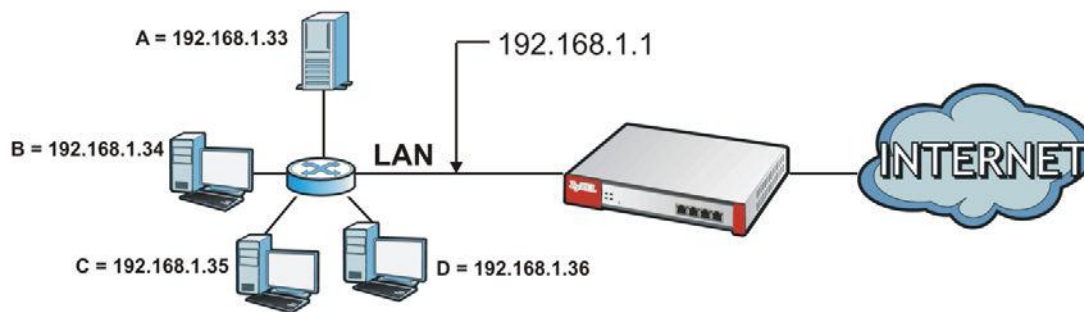 A = 192.168.1.33
192.168.1.1
B = 192.168.1.34
LAN
ZyXEL
INTERNET
C = 192.168.1.35
D = 192.168.1.36